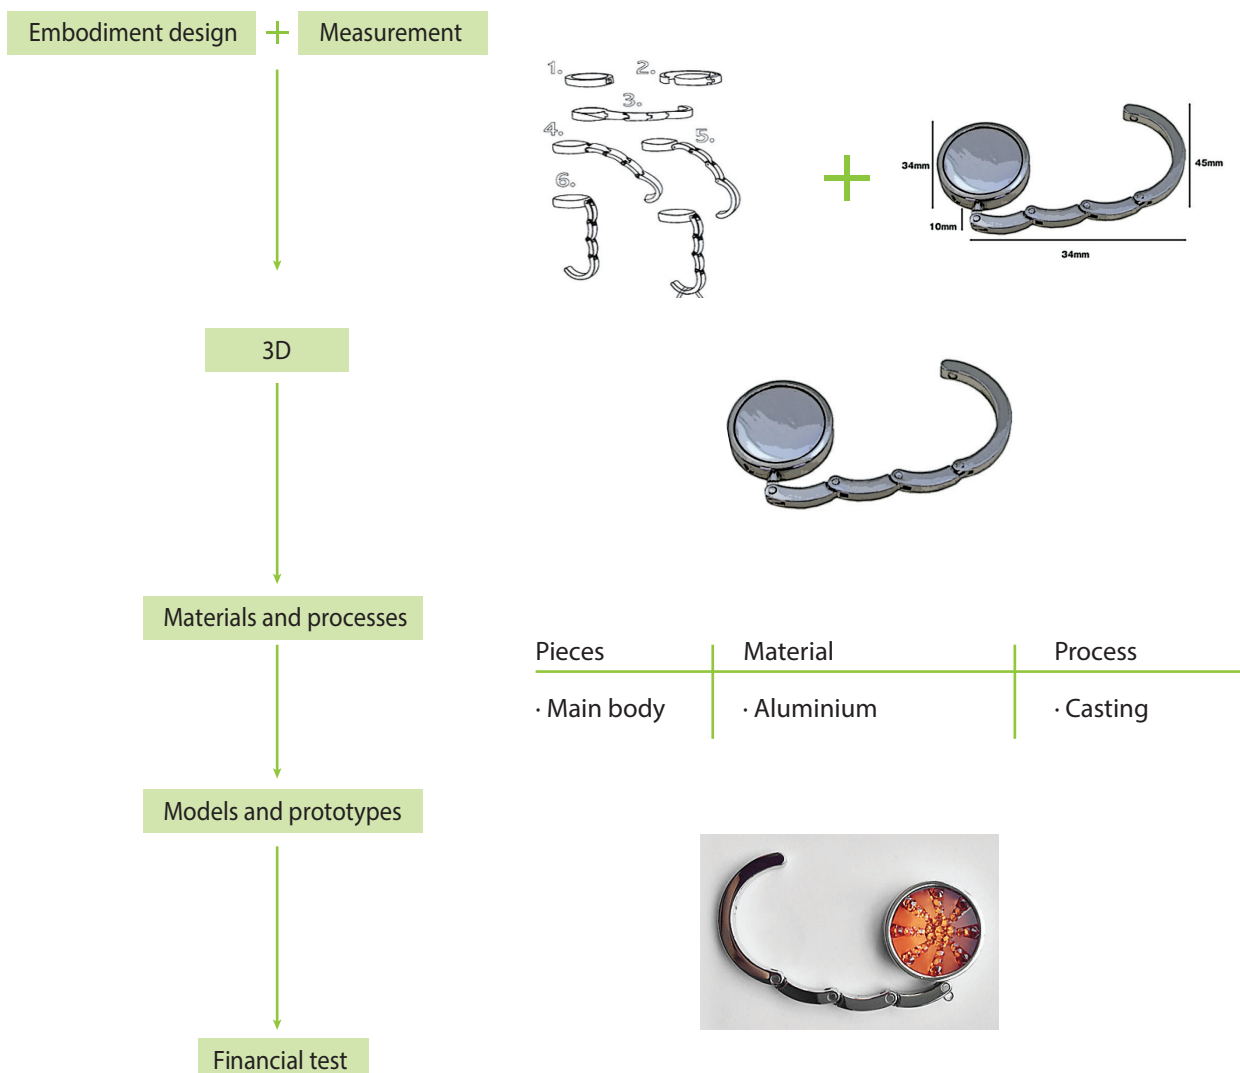 Embodiment design + Measurement
1. 2.
3.
4. 5.
6.
+
34mm
45mm
10mm
34mm
3D
Materials and processes
Pieces Material Process
· Main body · Aluminium · Casting
Models and prototypes
Financial test